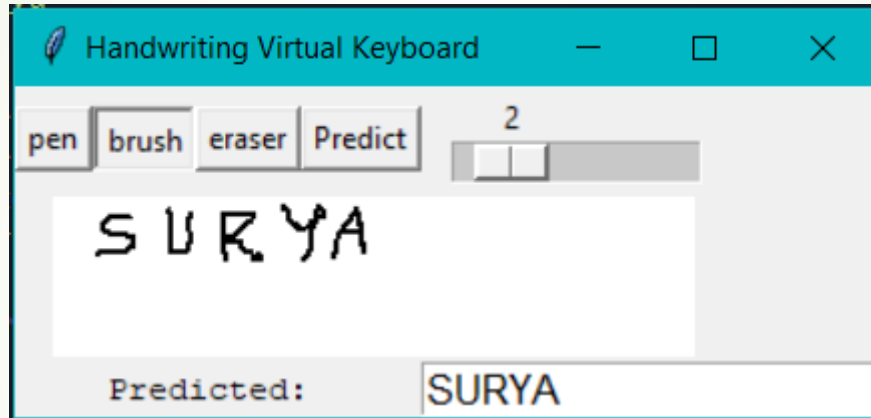 Handwriting Virtual Keyboard
pen brush eraser Predict 2
SURYA
Predicted: SURYA